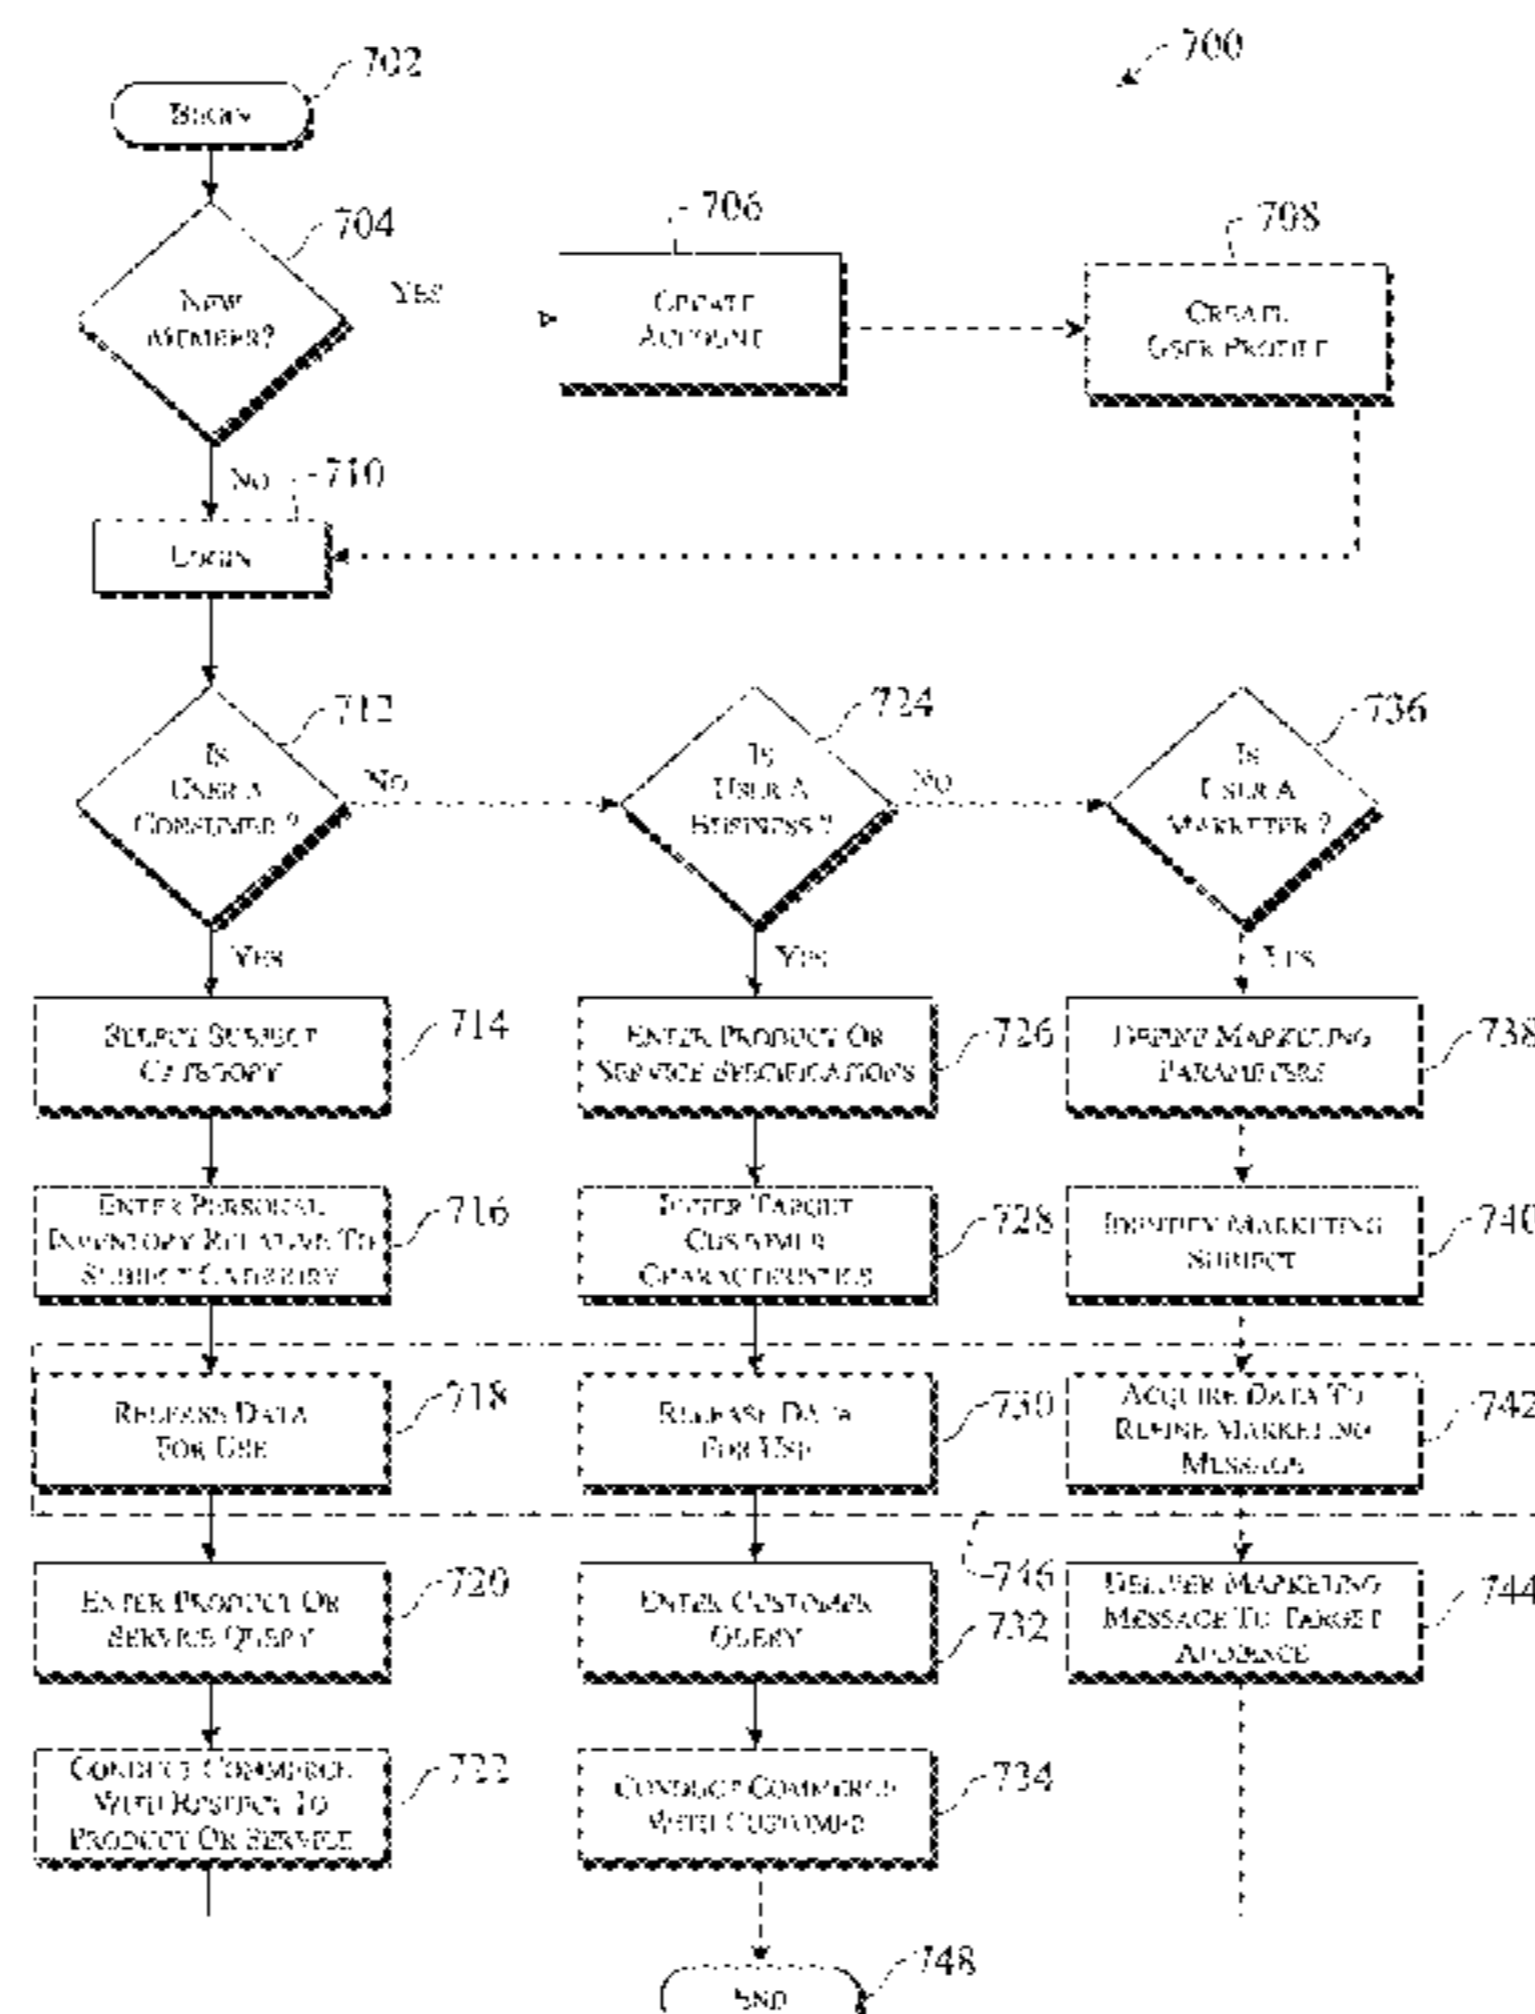 700
702
BEGIN
704
NEW
MEMBER?
YES
706
CREATE
ACCOUNT
708
CREATE
USER PROFILE
NO
710
LOGIN
712
IS
USER A
CONSUMER?
NO
724
IS
USER A
BUSINESS?
NO
736
IS
USER A
MARKETER?
YES
YES
YES
SELECT SUBJECT
CATEGORY
714
ENTER PRODUCT OR
SERVICE SPECIFICATIONS
726
DEFINE MARKETING
PARAMETERS
738
ENTER PERSONAL
INVENTORY RELATIVE TO
SUBJECT CATEGORY
716
ENTER TARGET
CUSTOMER
CHARACTERISTICS
728
IDENTIFY MARKETING
SUBJECT
740
RELEASE DATA
FOR USE
718
RELEASE DATA
FOR USE
730
ACQUIRE DATA TO
REFINE MARKETING
MESSAGE
742
746
ENTER PRODUCT OR
SERVICE QUERY
720
ENTER CUSTOMER
QUERY
732
DELIVER MARKETING
MESSAGE TO TARGET
AUDIENCE
744
CONDUCT COMMERCE
WITH RESPECT TO
PRODUCT OR SERVICE
722
CONDUCT COMMERCE
WITH CUSTOMER
734
748
END